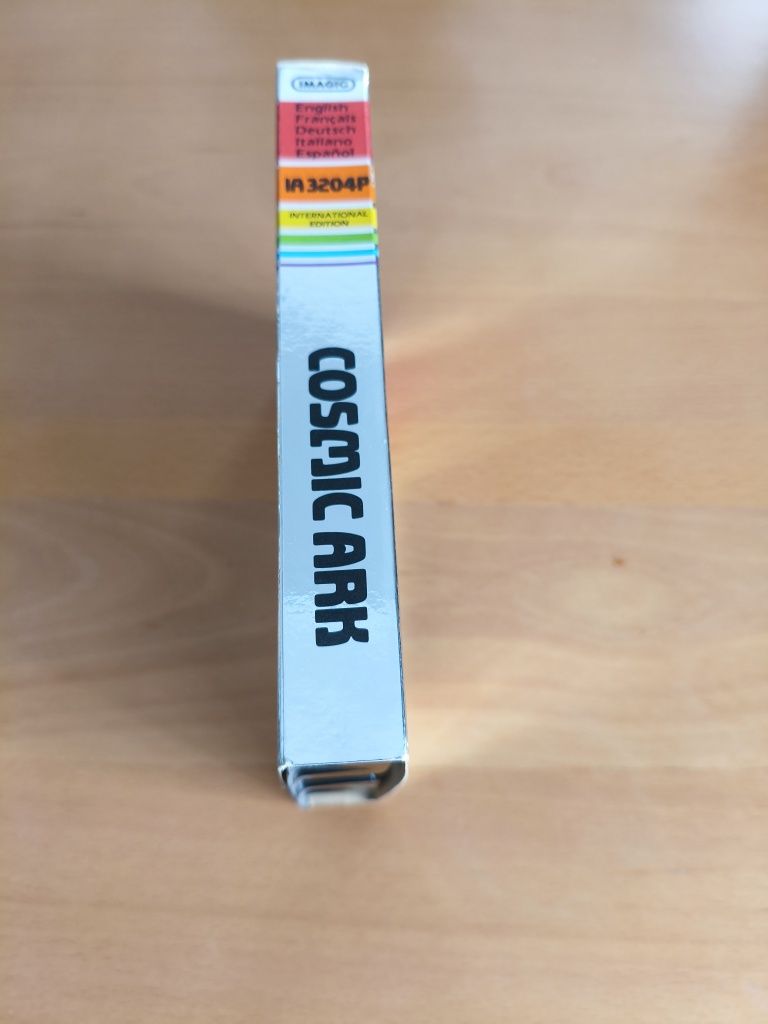 IMAGIC
English
Français
Deutsch
Italiano
Español
IA 3204P
INTERNATIONAL
EDITION
COSMIC ARK